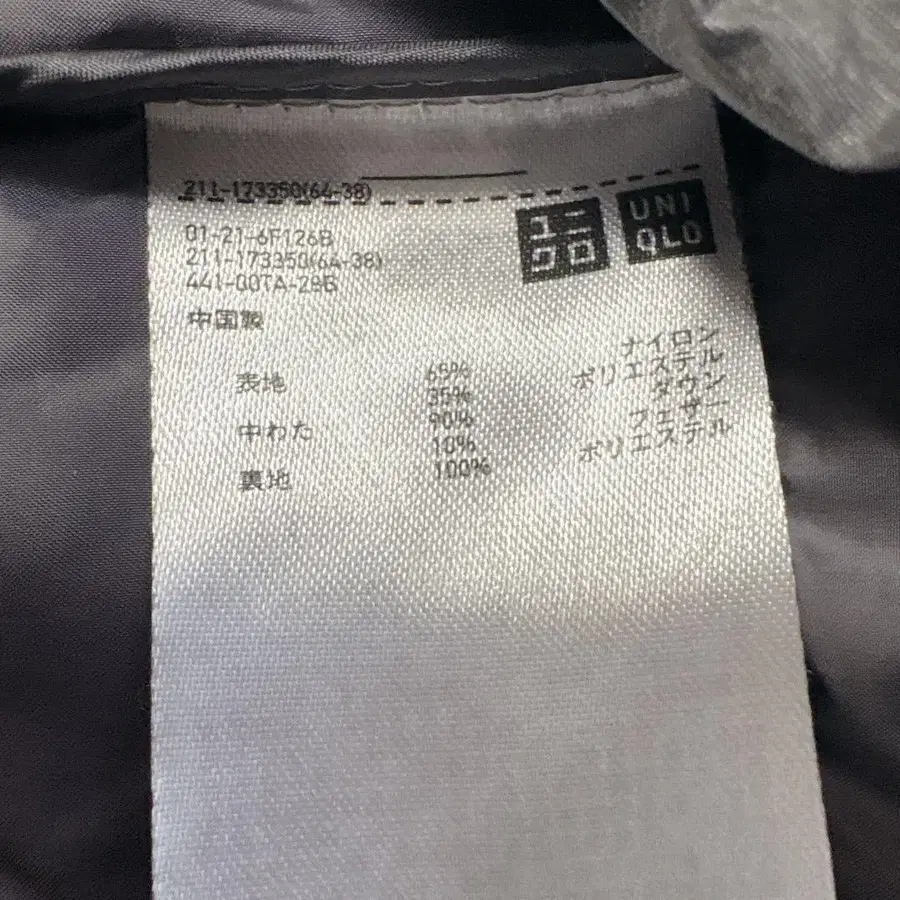 211-173350(64-38)
ユニ
クロ
UNI
QLO
01-21-6F126B
211-173350(64-38)
441-00TA-29B
中国製
表地 65% ナイロン
35% ポリエステル
中わた 90% ダウン
10% フェザー
裏地 100% ポリエステル